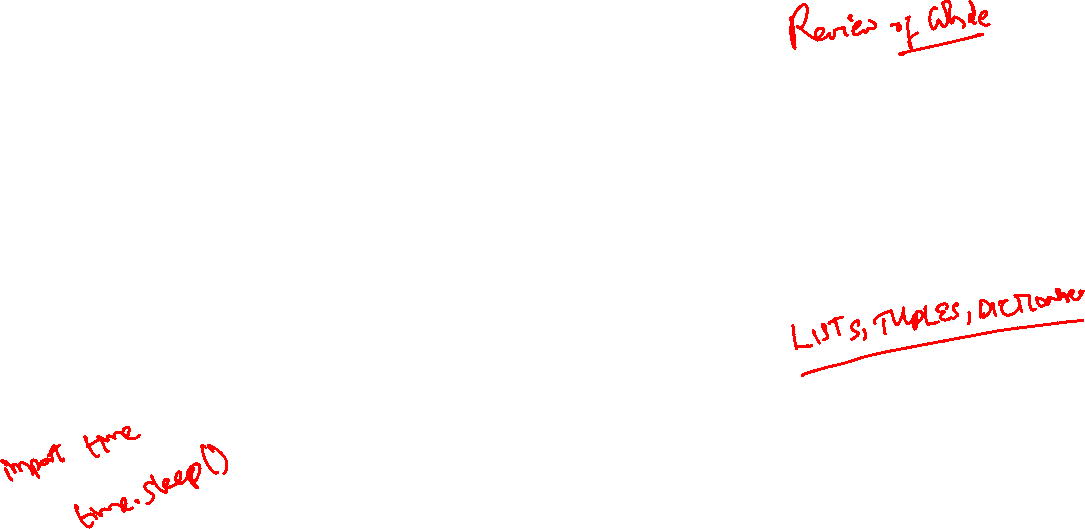 Review of While
LISTS, TUPLES, DICTIONaries
import time
time.sleep()